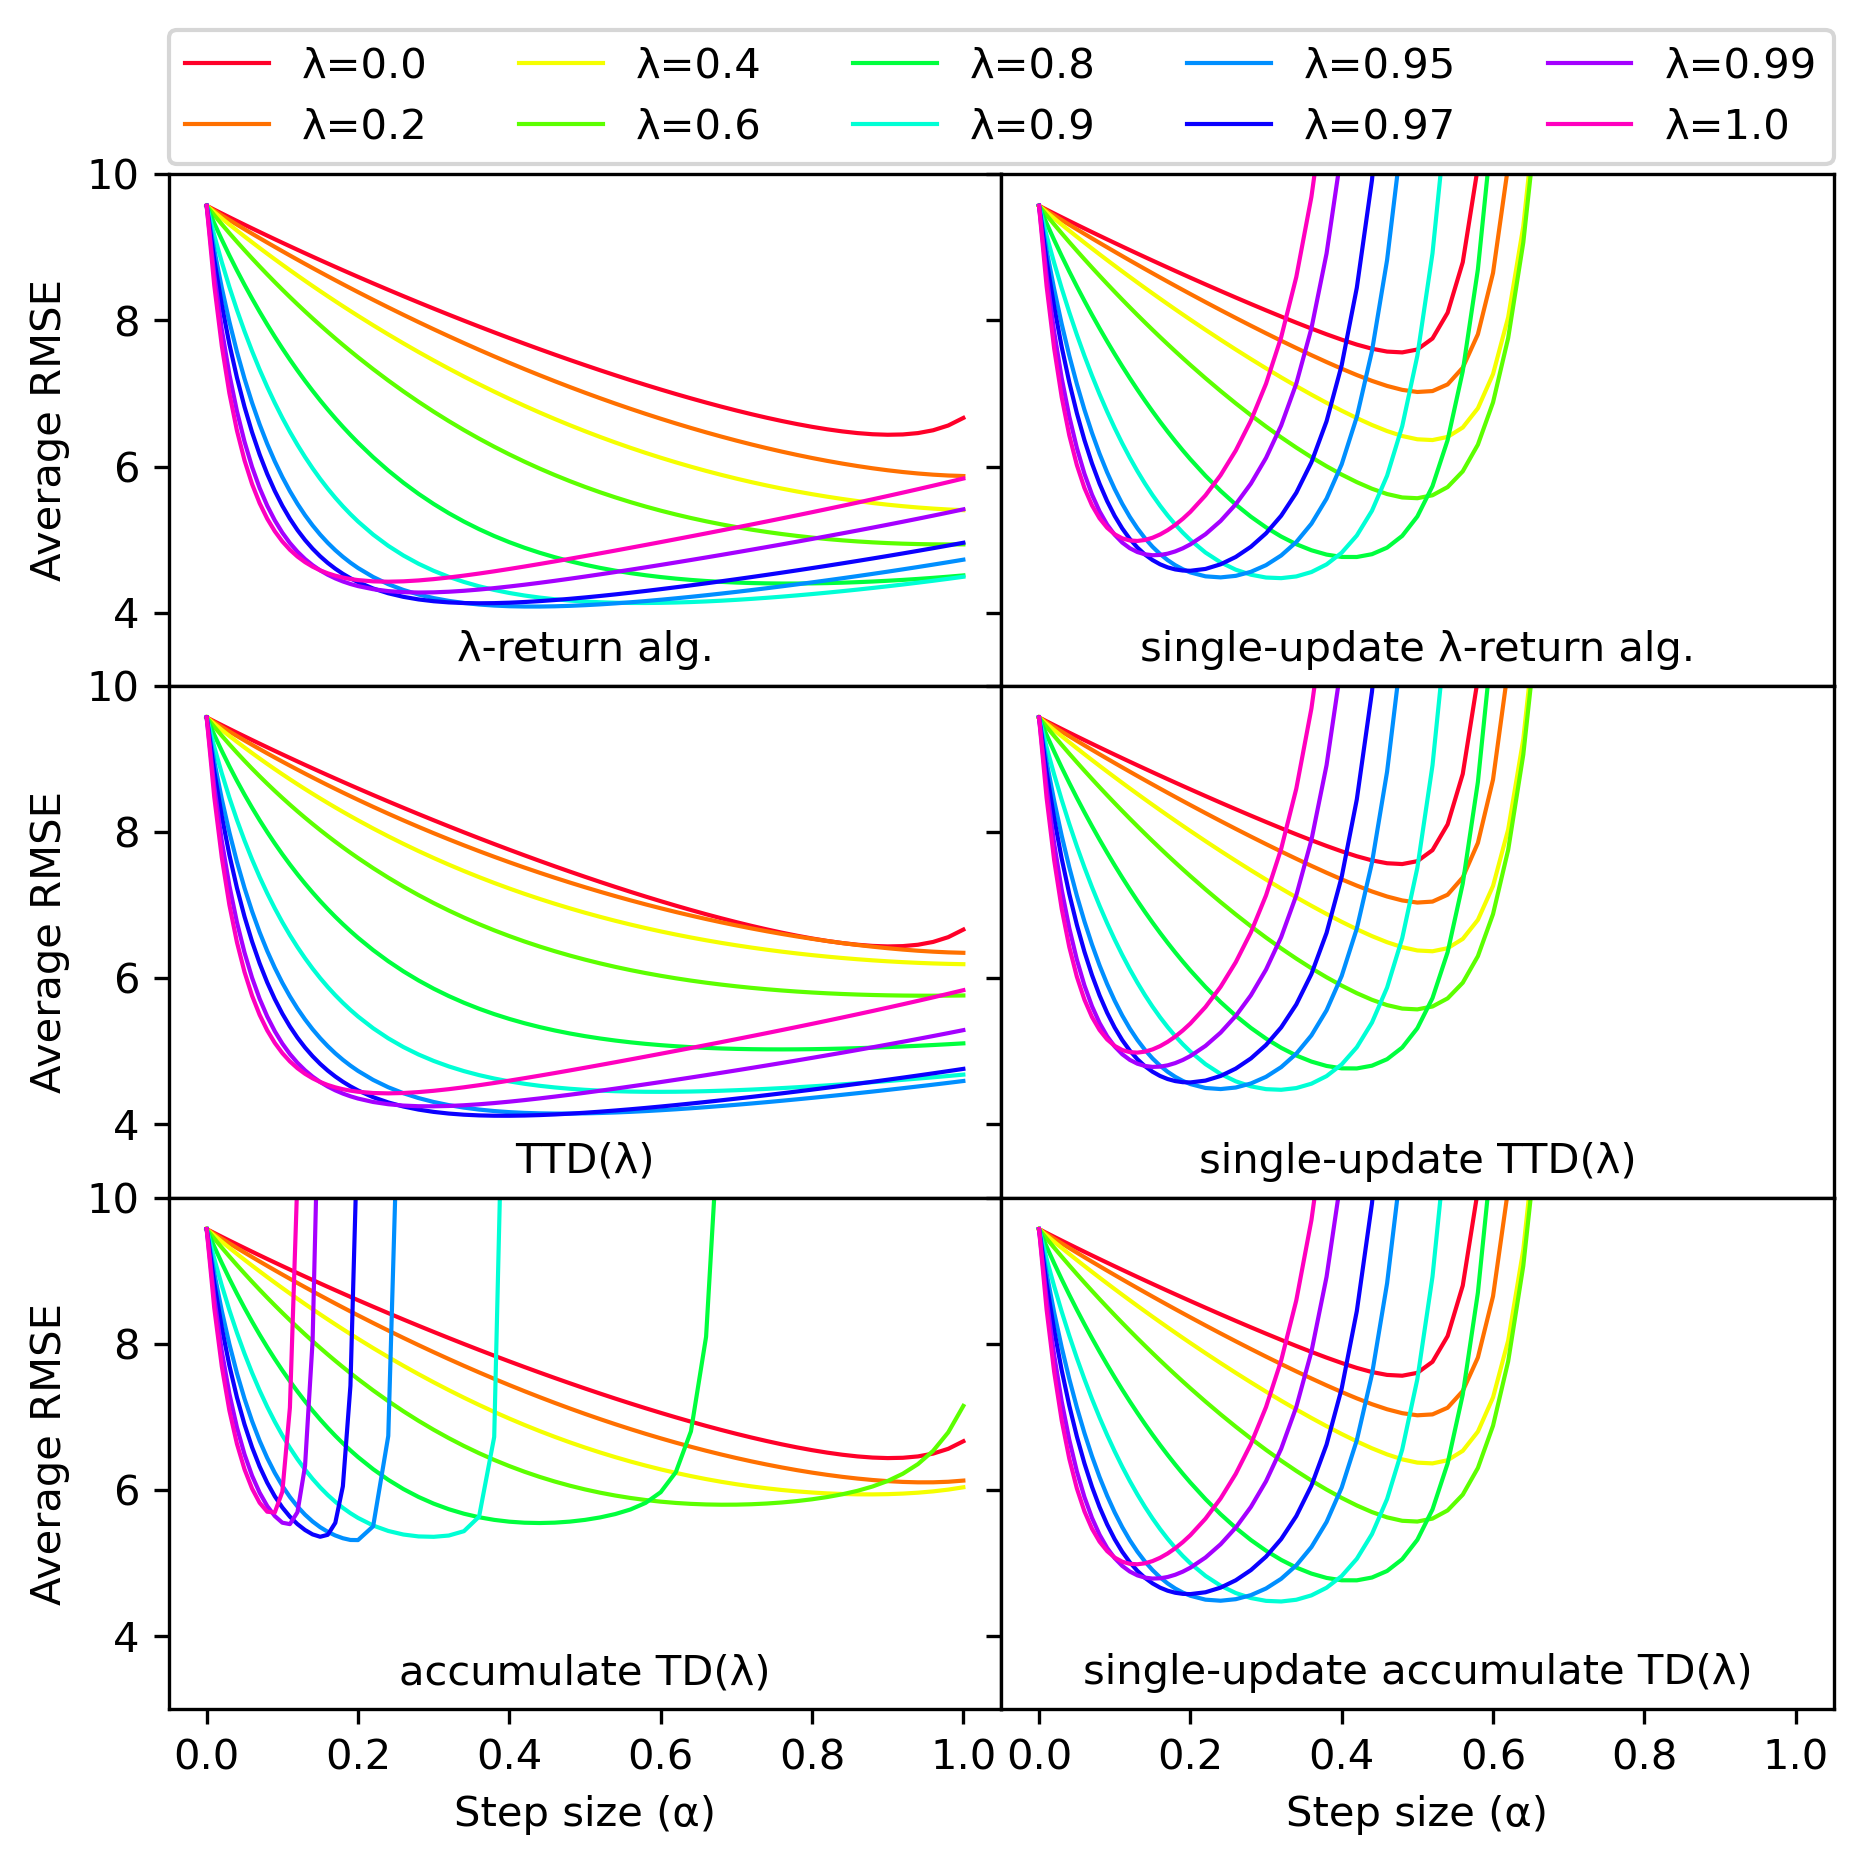 λ=0.0 λ=0.4 λ=0.8 λ=0.95 λ=0.99
λ=0.2 λ=0.6 λ=0.9 λ=0.97 λ=1.0
10
8
6
4
Average RMSE
λ-return alg.
single-update λ-return alg.
10
8
6
4
Average RMSE
TTD(λ)
single-update TTD(λ)
10
8
6
4
Average RMSE
accumulate TD(λ)
single-update accumulate TD(λ)
0.0 0.2 0.4 0.6 0.8 1.0 0.0 0.2 0.4 0.6 0.8 1.0
Step size (α) Step size (α)